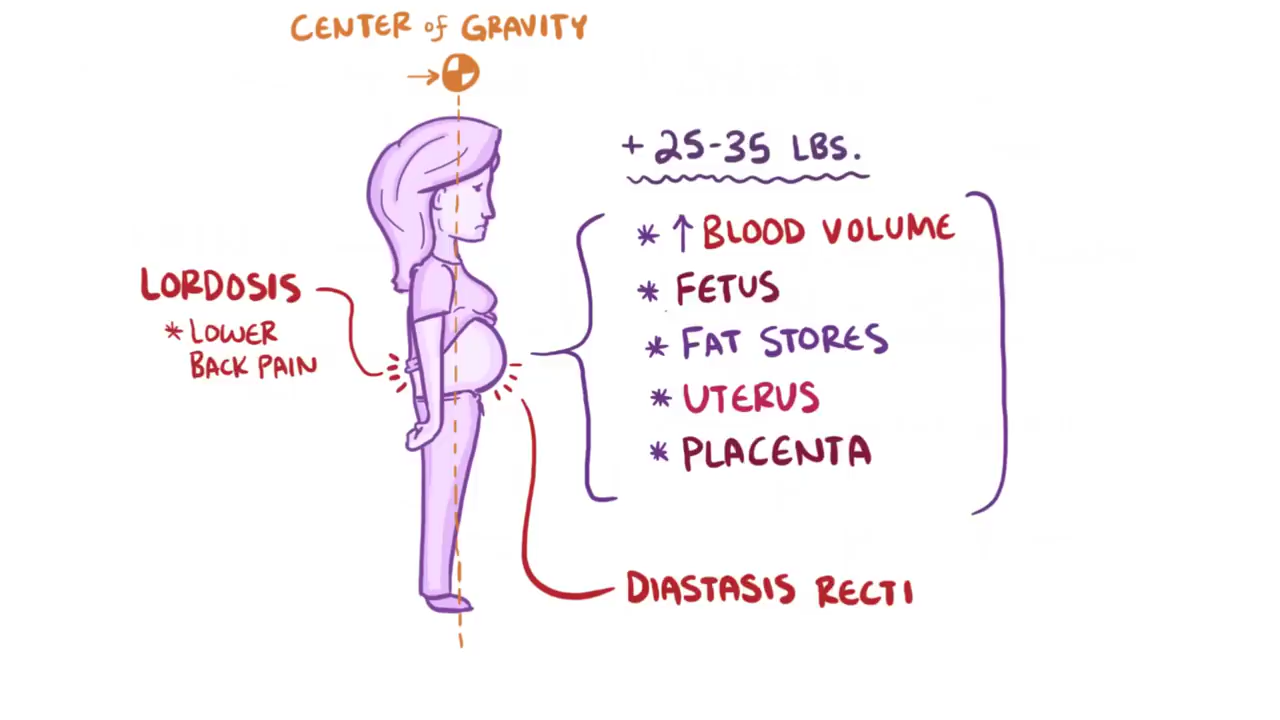 CENTER of GRAVITY
+ 25-35 LBS.
* ↑ BLOOD VOLUME
* FETUS
* FAT STORES
* UTERUS
* PLACENTA
LORDOSIS
* LOWER
BACK PAIN
DIASTASIS RECTI